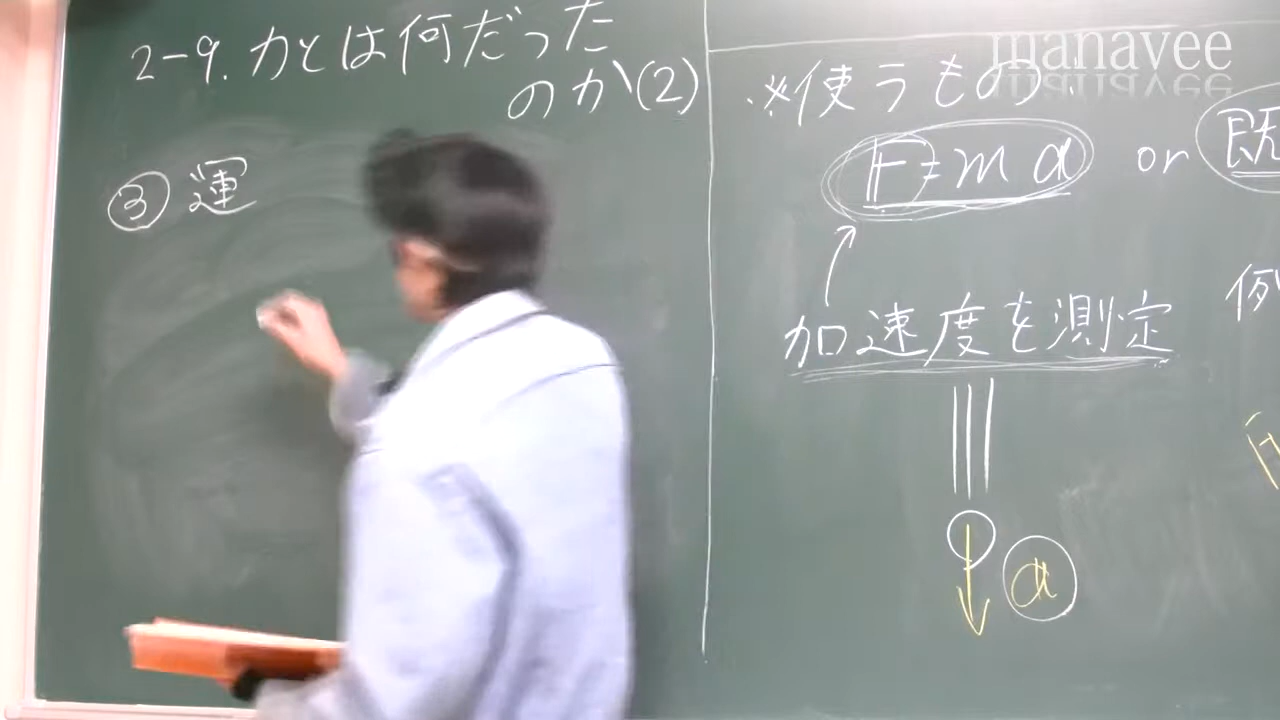 2-9. 力とは何だった
のか(2)
③ 運
manavee
※使うもの
F=ma or 既
加速度を測定
例
a